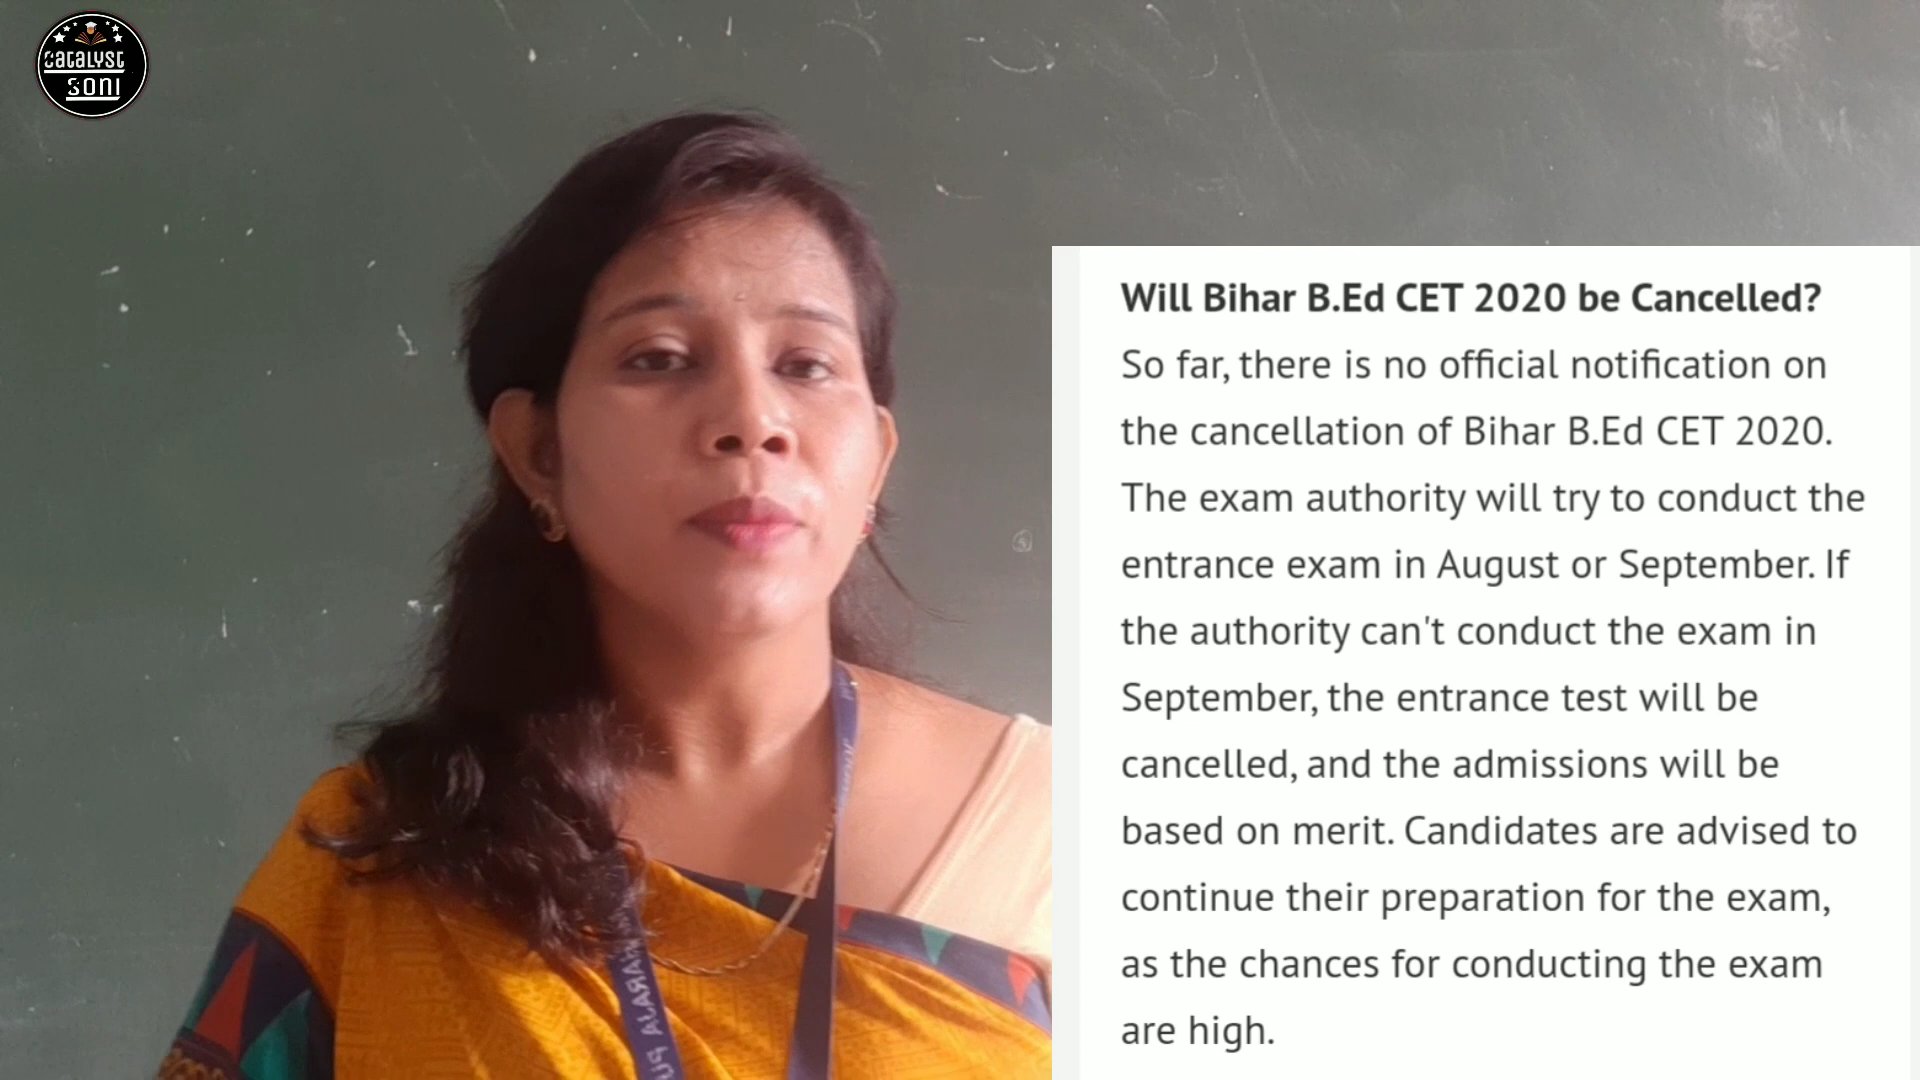 CATALYST
SONI
Will Bihar B.Ed CET 2020 be Cancelled?
So far, there is no official notification on
the cancellation of Bihar B.Ed CET 2020.
The exam authority will try to conduct the
entrance exam in August or September. If
the authority can't conduct the exam in
September, the entrance test will be
cancelled, and the admissions will be
based on merit. Candidates are advised to
continue their preparation for the exam,
as the chances for conducting the exam
are high.